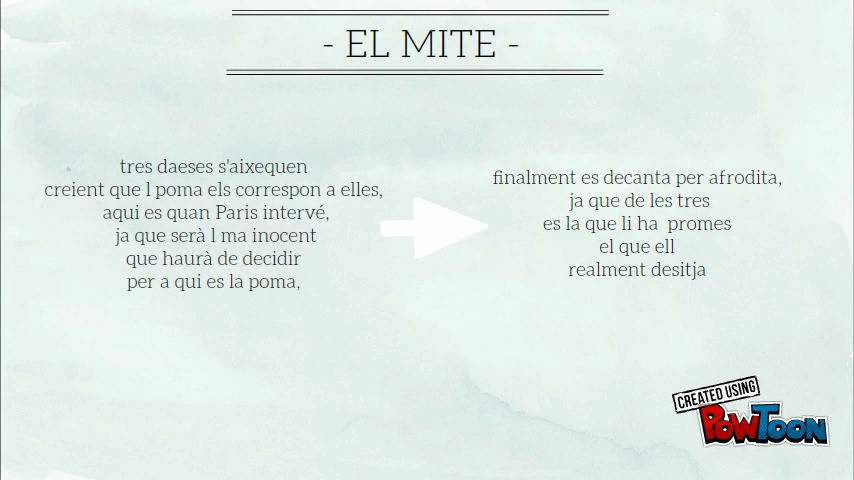 - EL MITE -
tres daeses s'aixequen
creient que l poma els correspon a elles,
aqui es quan Paris intervé,
ja que serà l ma inocent
que haurà de decidir
per a qui es la poma,
finalment es decanta per afrodita,
ja que de les tres
es la que li ha promes
el que ell
realment desitja
CREATED USING
POWTOON